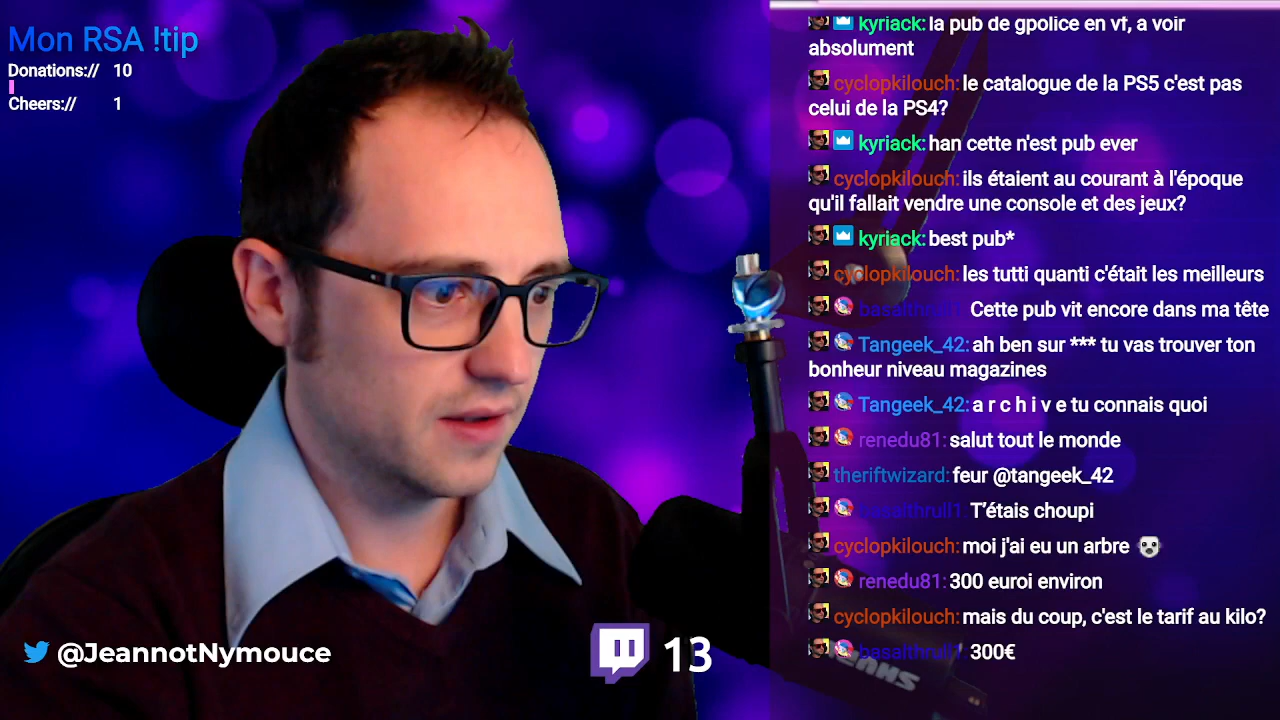 Mon RSA !tip
Donations:// 10
Cheers:// 1
kyriack: la pub de gpolice en vf, a voir
absolument
cyclopkilouch: le catalogue de la PS5 c'est pas
celui de la PS4?
kyriack: han cette n'est pub ever
cyclopkilouch: ils étaient au courant à l'époque
qu'il fallait vendre une console et des jeux?
kyriack: best pub*
cyclopkilouch: les tutti quanti c'était les meilleurs
basalthrull1: Cette pub vit encore dans ma tête
Tangeek_42: ah ben sur *** tu vas trouver ton
bonheur niveau magazines
Tangeek_42: a r c h i v e tu connais quoi
renedu81: salut tout le monde
theriftwizard: feur @tangeek_42
basalthrull1: T'étais choupi
cyclopkilouch: moi j'ai eu un arbre
renedu81: 300 euroi environ
cyclopkilouch: mais du coup, c'est le tarif au kilo?
basalthrull1: 300€
@JeannotNymouce
13